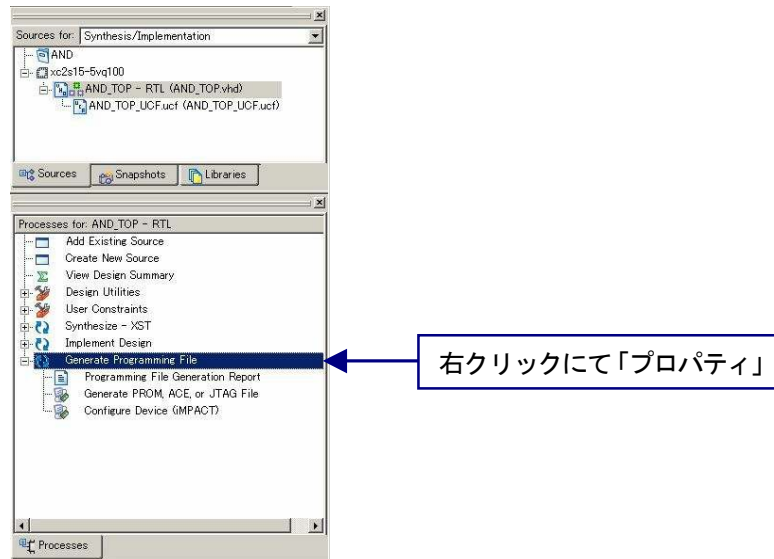 Sources for: Synthesis/Implementation
AND
xc2s15-5vq100
AND_TOP - RTL (AND_TOP.vhd)
AND_TOP_UCF.ucf (AND_TOP_UCF.ucf)
Sources Snapshots Libraries
Processes for: AND_TOP - RTL
Add Existing Source
Create New Source
View Design Summary
Design Utilities
User Constraints
Synthesize - XST
Implement Design
Generate Programming File
右クリックにて「プロパティ」
Programming File Generation Report
Generate PROM, ACE, or JTAG File
Configure Device (iMPACT)
Processes